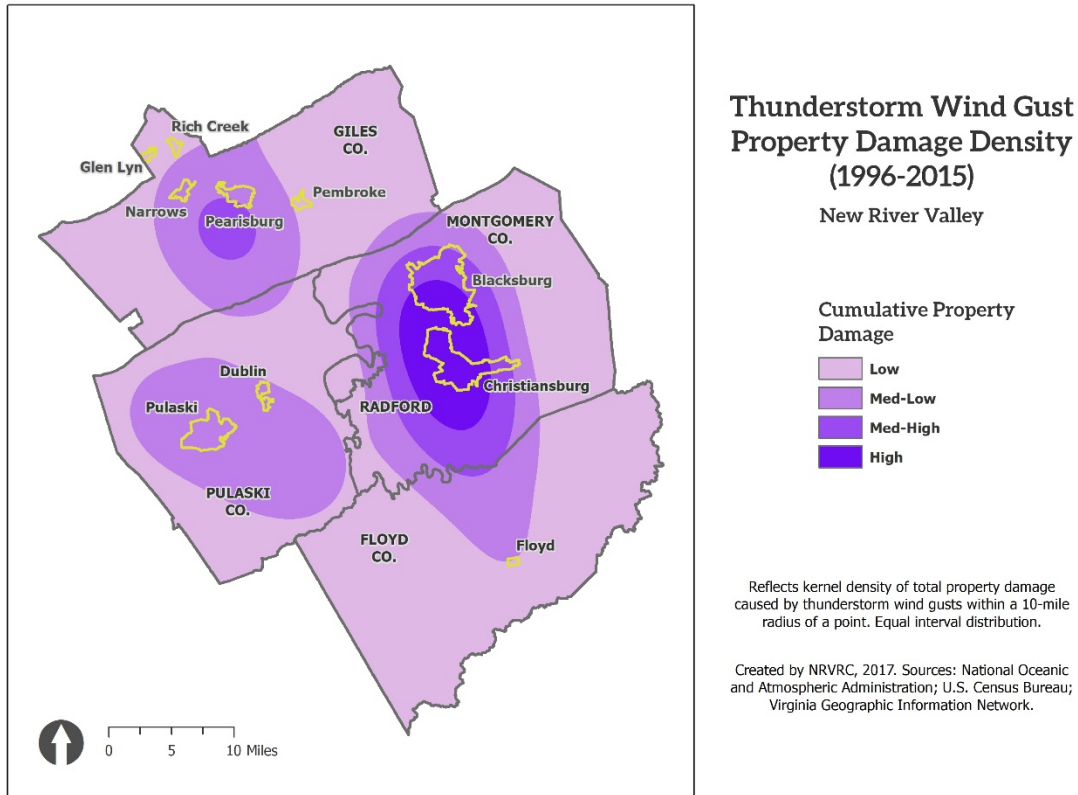 Thunderstorm Wind Gust
Property Damage Density
(1996-2015)
New River Valley
Cumulative Property
Damage
Low
Med-Low
Med-High
High
Reflects kernel density of total property damage
caused by thunderstorm wind gusts within a 10-mile
radius of a point. Equal interval distribution.
Created by NRVRC, 2017. Sources: National Oceanic
and Atmospheric Administration; U.S. Census Bureau;
Virginia Geographic Information Network.
Rich Creek
GILES
CO.
Glen Lyn
Narrows
Pembroke
Pearisburg
MONTGOMERY
CO.
Blacksburg
Dublin
Christiansburg
Pulaski
RADFORD
PULASKI
CO.
FLOYD
CO.
Floyd
0 5 10 Miles